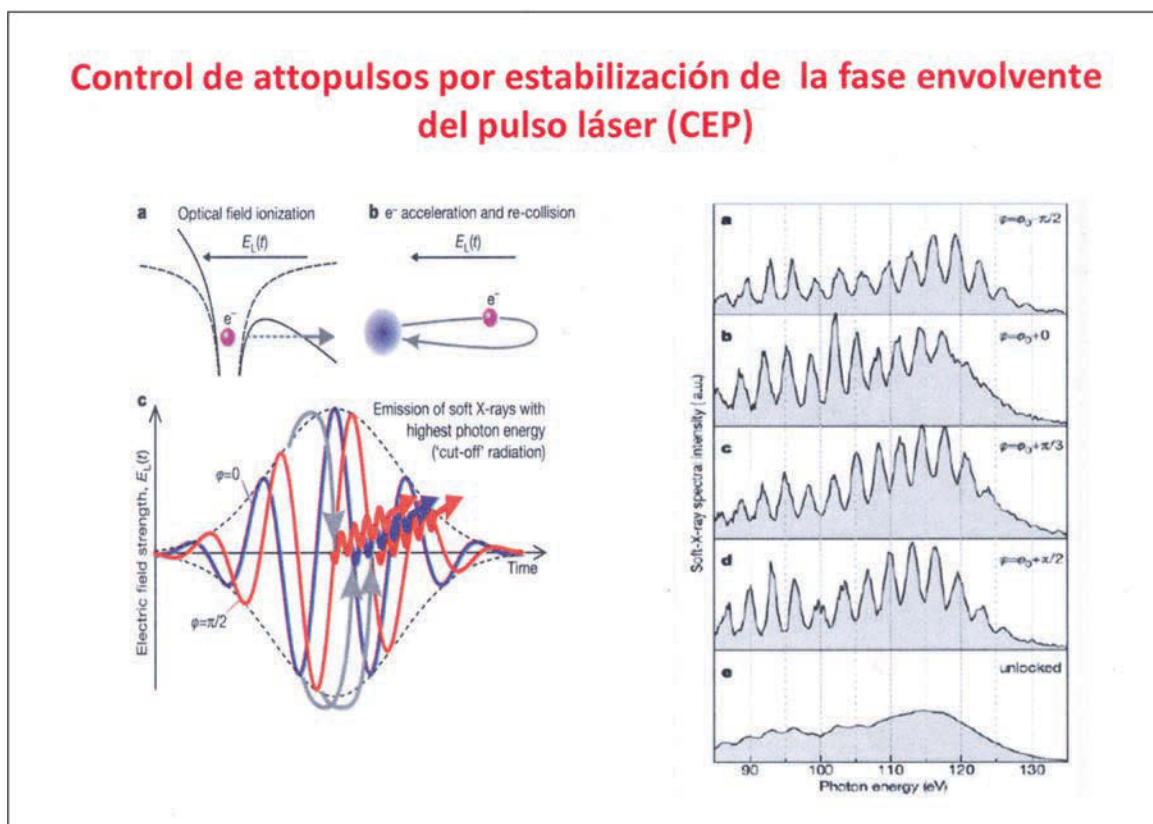 Control de attopulsos por estabilización de la fase envolvente
del pulso láser (CEP)
a Optical field ionization
E_L(t)
e⁻
b e⁻ acceleration and re-collision
E_L(t)
e⁻
c
Emission of soft X-rays with
highest photon energy
('cut-off' radiation)
Electric field strength, E_L(t)
φ=0
φ=π/2
Time
Soft-X-ray spectral intensity (a.u.)
a
φ=φ₀-π/2
b
φ=φ₀+0
c
φ=φ₀+π/3
d
φ=φ₀+π/2
e
unlocked
90 100 110 120 130
Photon energy (eV)